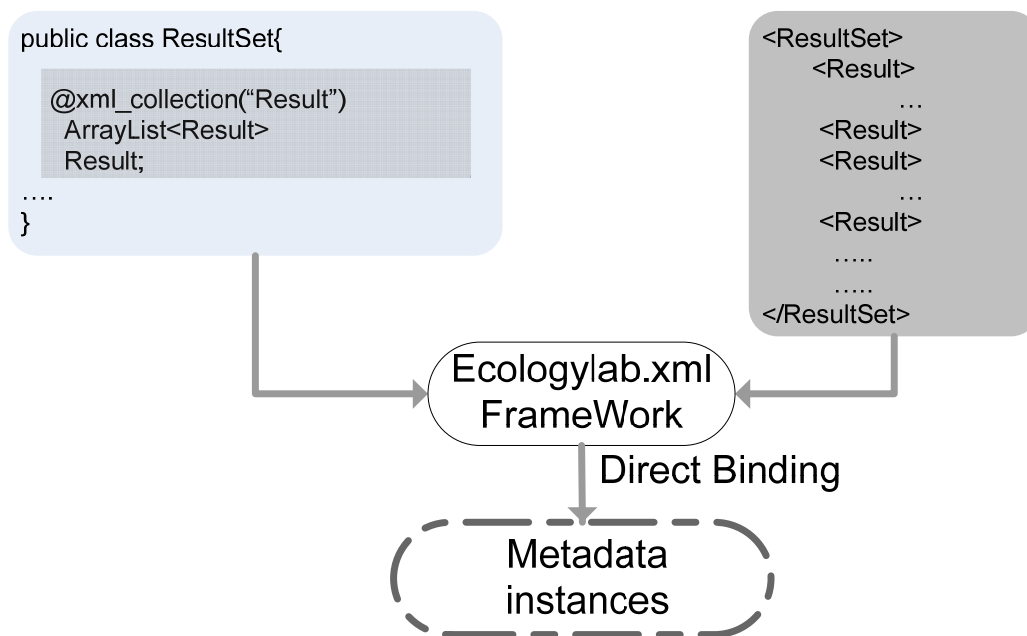 public class ResultSet{
@xml_collection(“Result”)
ArrayList<Result>
Result;
....
}
<ResultSet>
<Result>
...
<Result>
<Result>
...
<Result>
.....
.....
</ResultSet>
Ecologylab.xml
FrameWork
Direct Binding
Metadata
instances